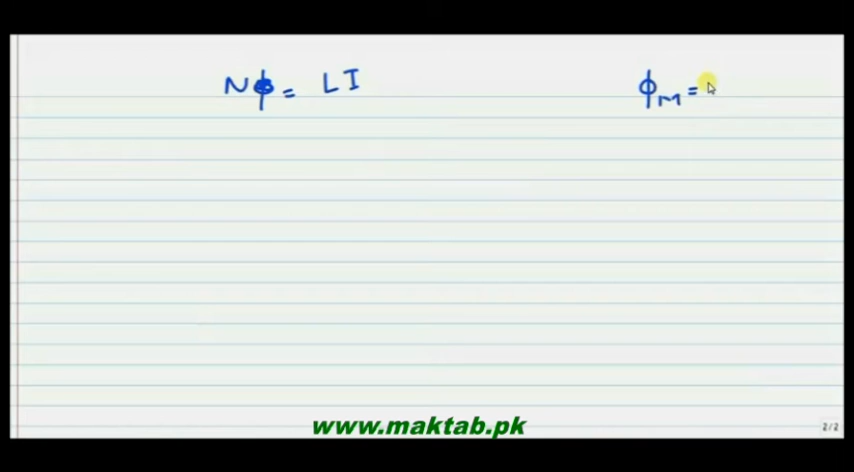 Nϕ = LI
ϕM =
www.maktab.pk
2/2